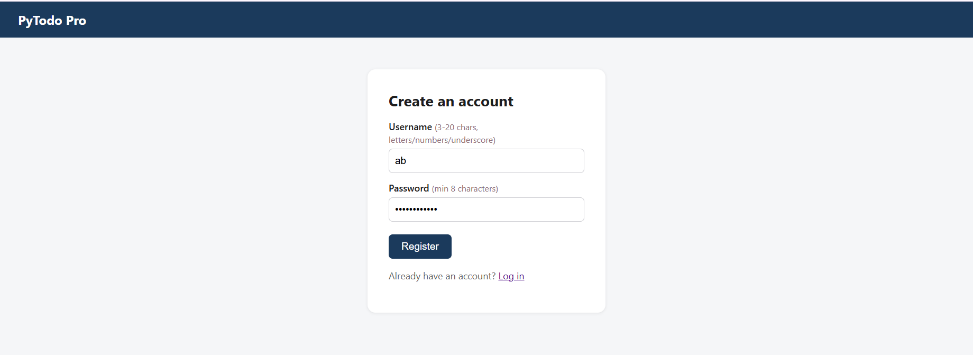 PyTodo Pro
Create an account
Username (3-20 chars,
letters/numbers/underscore)
ab
Password (min 8 characters)
••••••••••••
Register
Already have an account? Log in